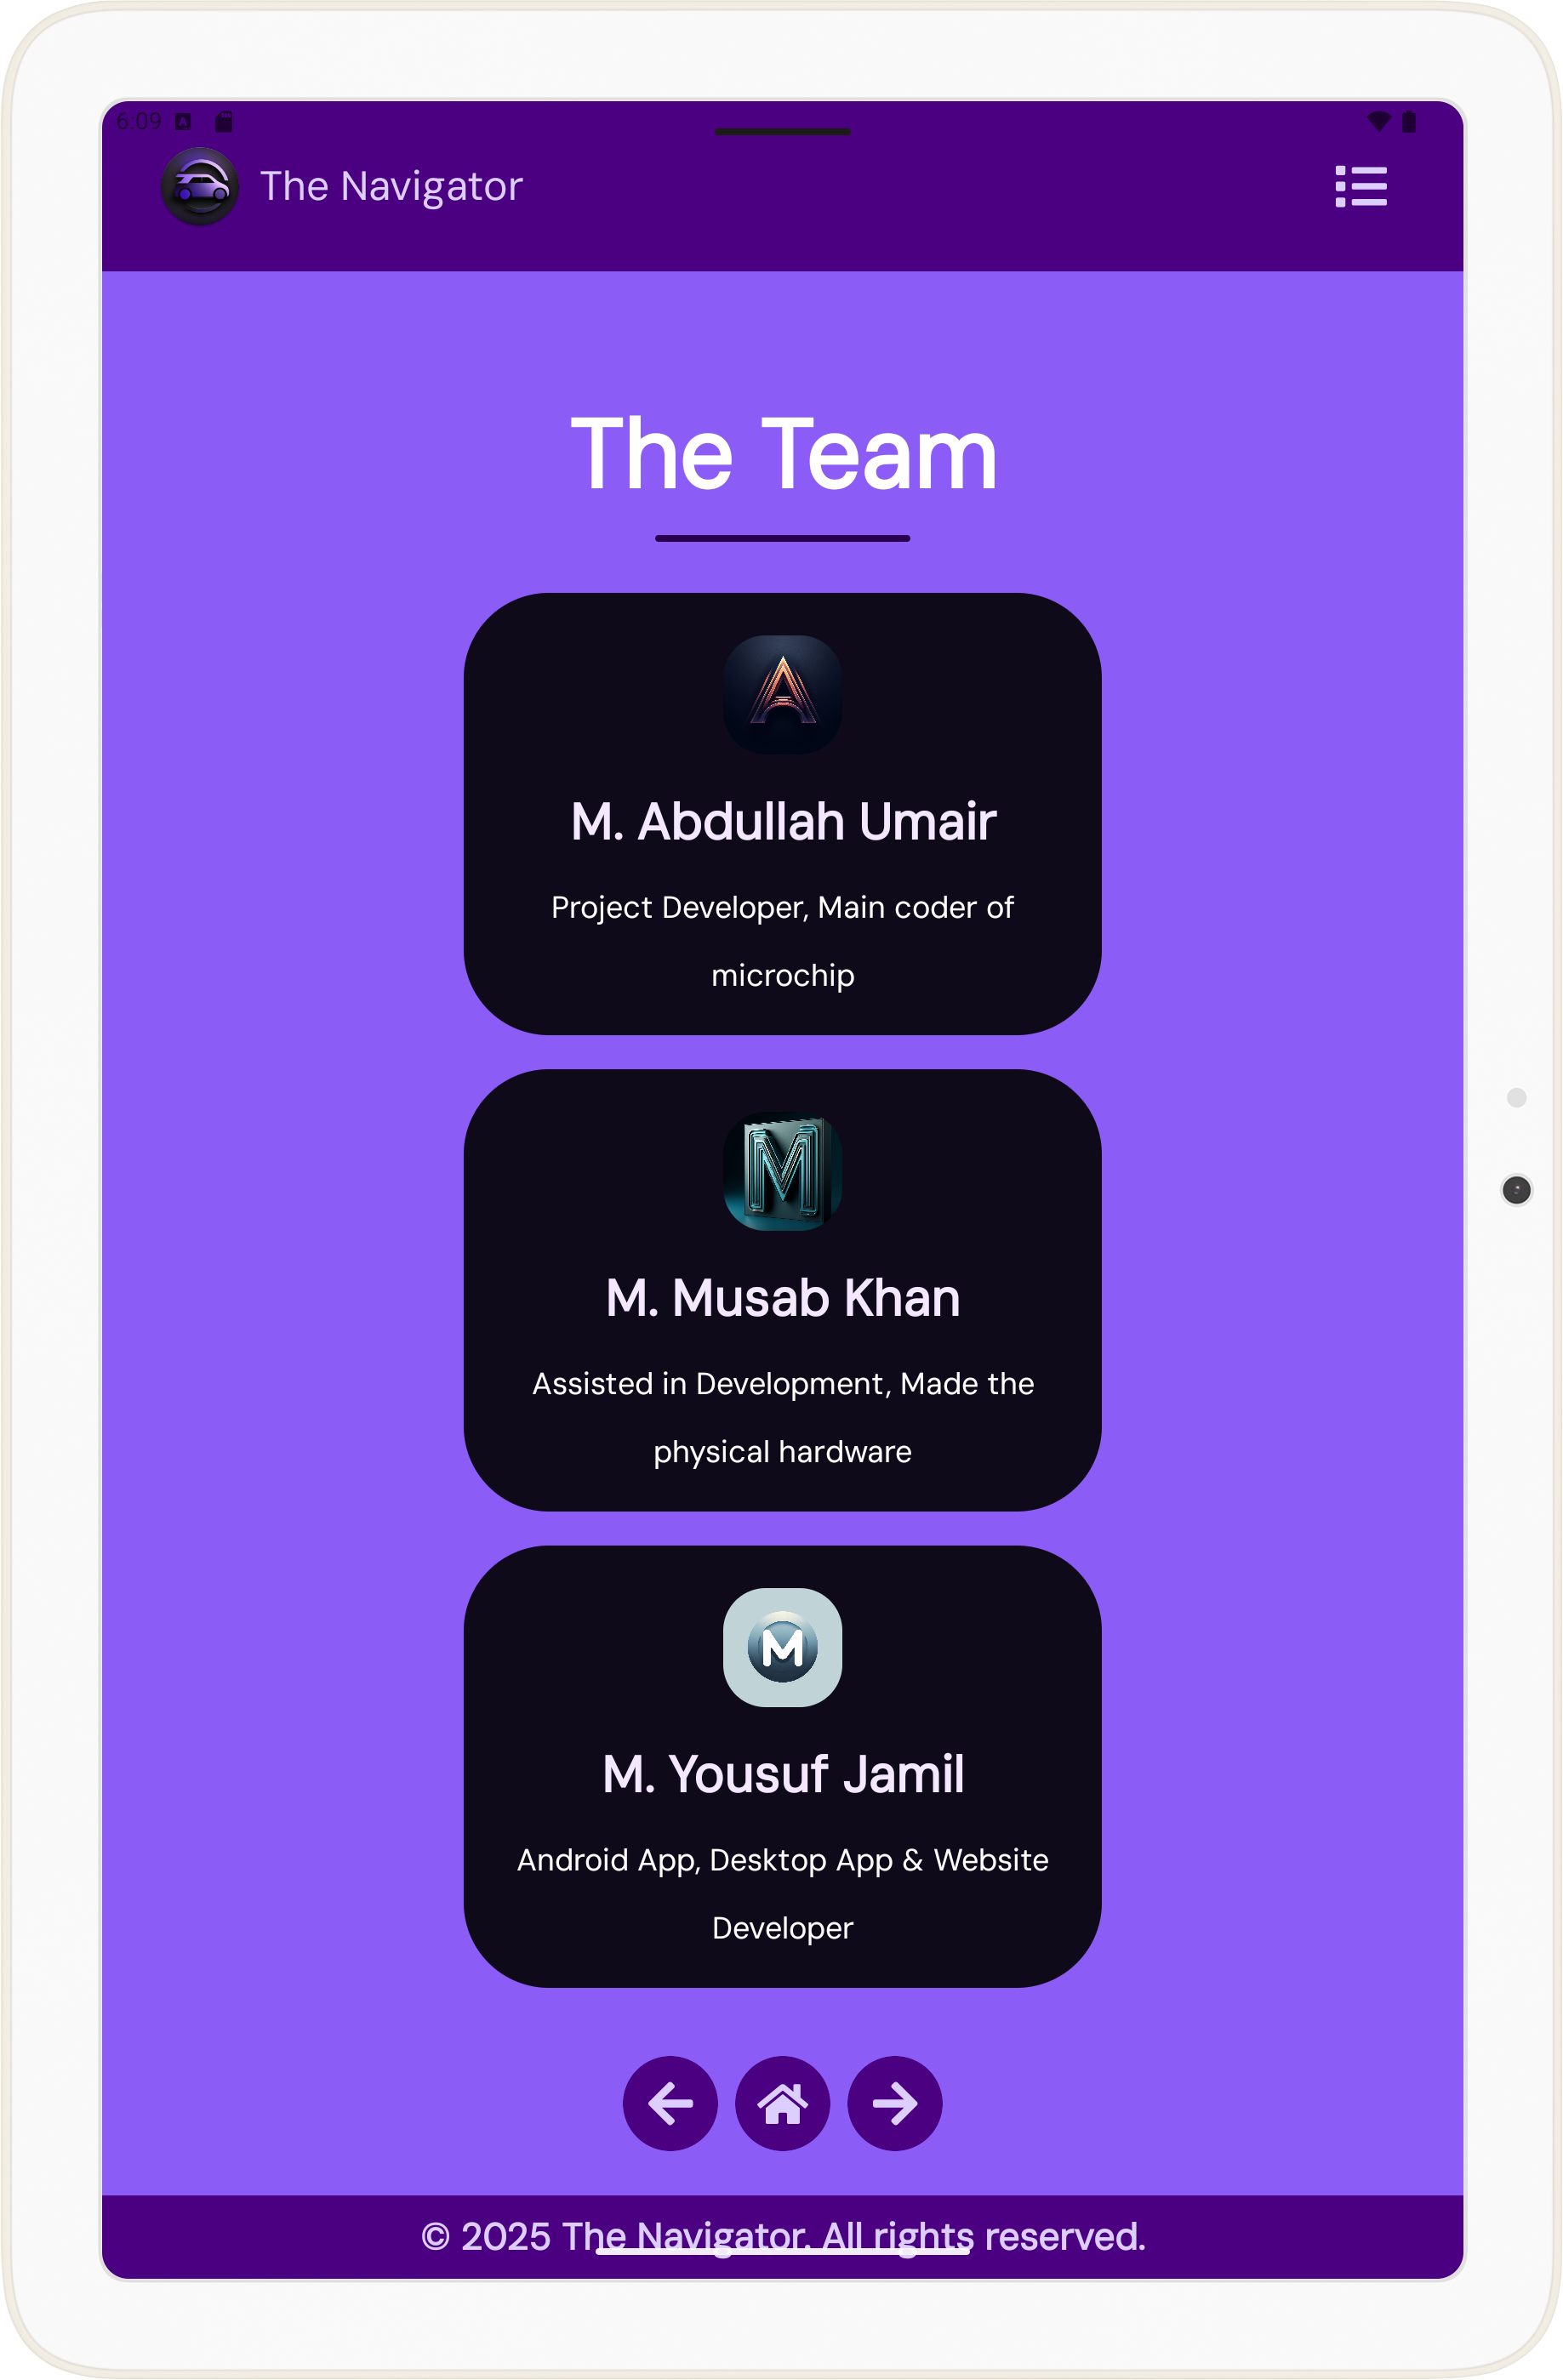 6:09
The Navigator
The Team
A
M. Abdullah Umair
Project Developer, Main coder of
microchip
M
M. Musab Khan
Assisted in Development, Made the
physical hardware
M
M. Yousuf Jamil
Android App, Desktop App & Website
Developer
© 2025 The Navigator. All rights reserved.